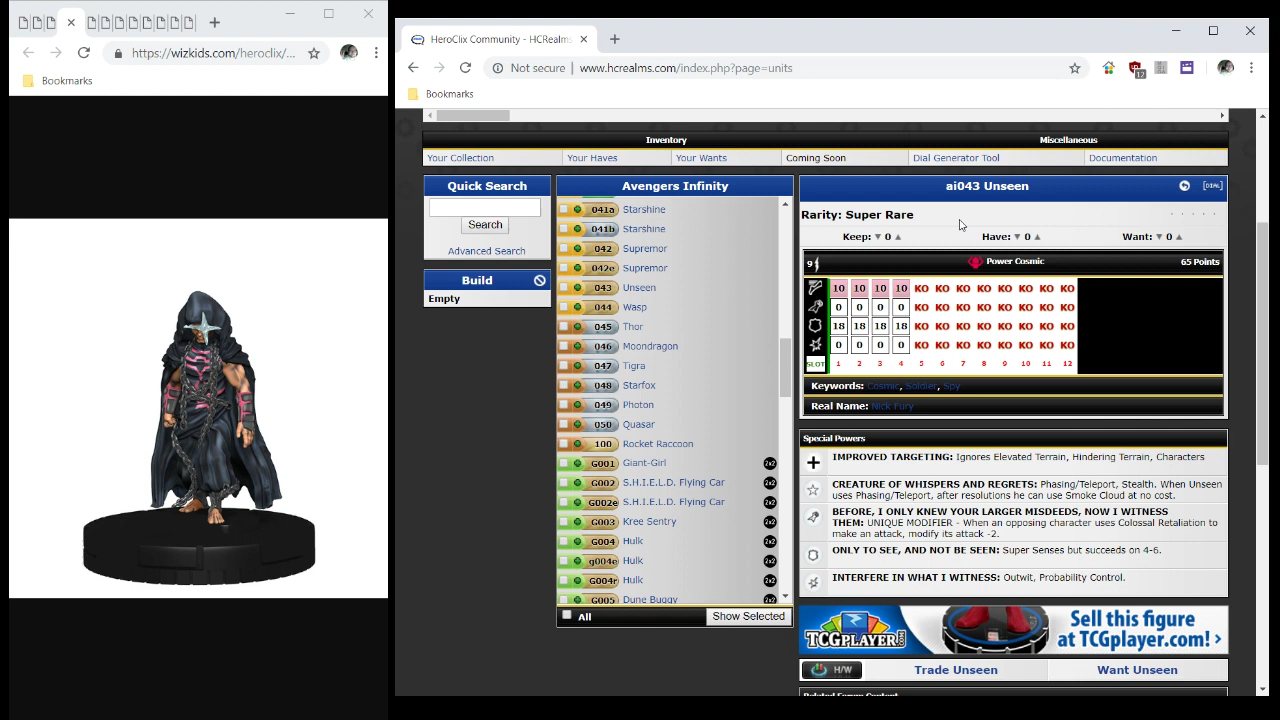 https://wizkids.com/heroclix/...
Bookmarks
HeroClix Community - HCRealms
Not secure
www.hcrealms.com/index.php?page=units
12
Bookmarks
Inventory
Miscellaneous
Your Collection
Your Haves
Your Wants
Coming Soon
Dial Generator Tool
Documentation
Quick Search
Search
Advanced Search
Build
Empty
Avengers Infinity
041a Starshine
041b Starshine
042 Supremor
042e Supremor
043 Unseen
044 Wasp
045 Thor
046 Moondragon
047 Tigra
048 Starfox
049 Photon
050 Quasar
100 Rocket Raccoon
G001 Giant-Girl 2x2
G002 S.H.I.E.L.D. Flying Car 2x2
G002e S.H.I.E.L.D. Flying Car 2x2
G003 Kree Sentry 2x2
G004 Hulk 2x2
g004e Hulk 2x2
G004r Hulk 2x2
G005 Dune Buggy 2x2
All
Show Selected
ai043 Unseen
[DIAL]
Rarity: Super Rare
Keep: 0
Have: 0
Want: 0
9
Power Cosmic
65 Points
10 10 10 10 KO KO KO KO KO KO KO KO
0 0 0 0 KO KO KO KO KO KO KO KO
18 18 18 18 KO KO KO KO KO KO KO KO
0 0 0 0 KO KO KO KO KO KO KO KO
SLOT 1 2 3 4 5 6 7 8 9 10 11 12
Keywords: Cosmic, Soldier, Spy
Real Name: Nick Fury
Special Powers
IMPROVED TARGETING: Ignores Elevated Terrain, Hindering Terrain, Characters
CREATURE OF WHISPERS AND REGRETS: Phasing/Teleport, Stealth. When Unseen
uses Phasing/Teleport, after resolutions he can use Smoke Cloud at no cost.
BEFORE, I ONLY KNEW YOUR LARGER MISDEEDS, NOW I WITNESS
THEM: UNIQUE MODIFIER - When an opposing character uses Colossal Retaliation to
make an attack, modify its attack -2.
ONLY TO SEE, AND NOT BE SEEN: Super Senses but succeeds on 4-6.
INTERFERE IN WHAT I WITNESS: Outwit, Probability Control.
TCGPLAYER.COM
Sell this figure
at TCGplayer.com! ›
H/W
Trade Unseen
Want Unseen
Related Forum Content